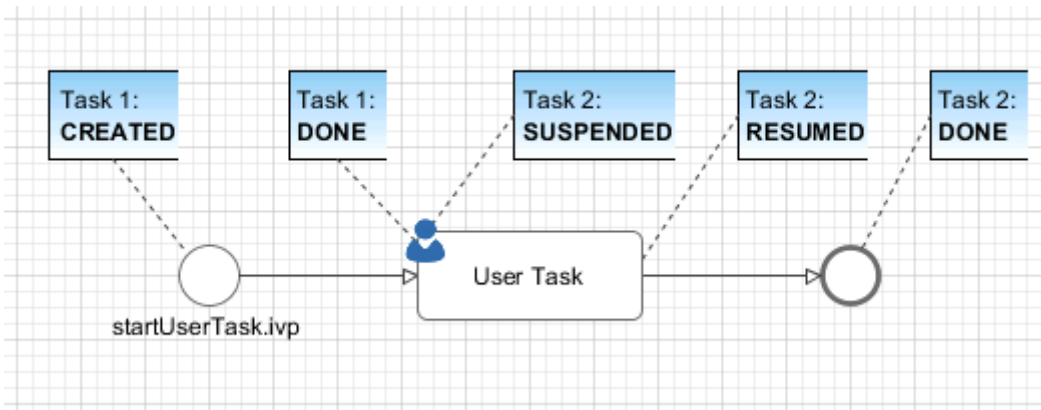 Task 1:
CREATED
Task 1:
DONE
Task 2:
SUSPENDED
Task 2:
RESUMED
Task 2:
DONE
User Task
startUserTask.ivp